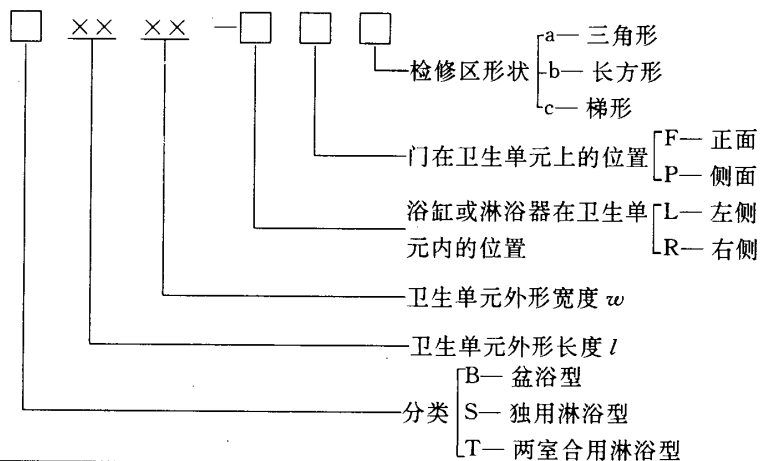 □ ×× ×× —□ □ □
a— 三角形
检修区形状 b— 长方形
c— 梯形
F— 正面
门在卫生单元上的位置
P— 侧面
浴缸或淋浴器在卫生单 L— 左侧
元内的位置 R— 右侧
卫生单元外形宽度 w
卫生单元外形长度 l
B— 盆浴型
分类 S— 独用淋浴型
T— 两室合用淋浴型